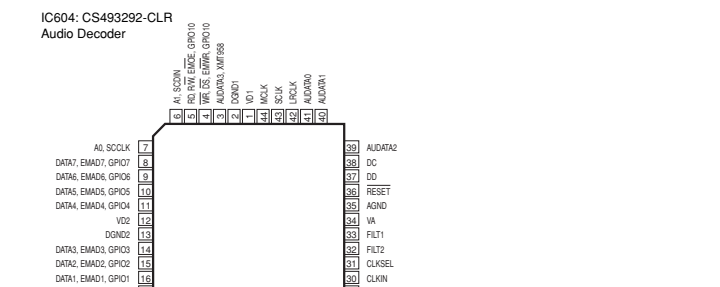 IC604: CS493292-CLR
Audio Decoder
A1, SCDIN
RD, R/W, EMOE, GPIO10
WR, DS, EMWR, GPIO10
AUDATA3, XMT958
DGND1
VD1
MCLK
SCLK
LRCLK
AUDATA0
AUDATA1
6 5 4 3 2 1 44 43 42 41 40
A0, SCCLK 7 39 AUDATA2
DATA7, EMAD7, GPIO7 8 38 DC
DATA6, EMAD6, GPIO6 9 37 DD
DATA5, EMAD5, GPIO5 10 36 RESET
DATA4, EMAD4, GPIO4 11 35 AGND
VD2 12 34 VA
DGND2 13 33 FILT1
DATA3, EMAD3, GPIO3 14 32 FILT2
DATA2, EMAD2, GPIO2 15 31 CLKSEL
DATA1, EMAD1, GPIO1 16 30 CLKIN